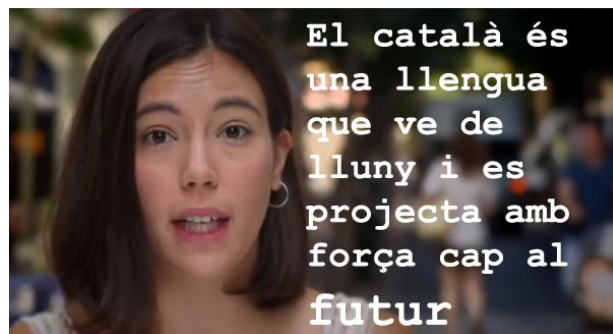 El català és
una llengua
que ve de
lluny i es
projecta amb
força cap al
futur